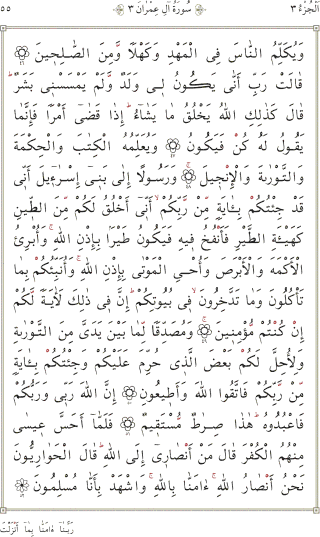 ٱلْجُزْءُ ٣ سُورَةُ آلِ عِمْرَانَ ٣ ٥٥
وَيُكَلِّمُ ٱلنَّاسَ فِى ٱلْمَهْدِ وَكَهْلًا وَّمِنَ ٱلصَّـٰلِحِينَ
قَالَتْ رَبِّ أَنَّىٰ يَكُونُ لِى وَلَدٌ وَّلَمْ يَمْسَسْنِى بَشَرٌ
قَالَ كَذَٰلِكِ ٱللَّهُ يَخْلُقُ مَا يَشَآءُ إِذَا قَضَىٰٓ أَمْرًا فَإِنَّمَا
يَقُولُ لَهُۥ كُن فَيَكُونُ وَيُعَلِّمُهُ ٱلْكِتَـٰبَ وَٱلْحِكْمَةَ
وَٱلتَّوْرَىٰةَ وَٱلْإِنجِيلَ وَرَسُولًا إِلَىٰ بَنِىٓ إِسْرَٰٓءِيلَ أَنِّى
قَدْ جِئْتُكُم بِـَٔايَةٍ مِّن رَّبِّكُمْ أَنِّىٓ أَخْلُقُ لَكُم مِّنَ ٱلطِّينِ
كَهَيْـَٔةِ ٱلطَّيْرِ فَأَنفُخُ فِيهِ فَيَكُونُ طَيْرًۢا بِإِذْنِ ٱللَّهِ وَأُبْرِئُ
ٱلْأَكْمَهَ وَٱلْأَبْرَصَ وَأُحْىِ ٱلْمَوْتَىٰ بِإِذْنِ ٱللَّهِ وَأُنَبِّئُكُم بِمَا
تَأْكُلُونَ وَمَا تَدَّخِرُونَ فِى بُيُوتِكُمْ إِنَّ فِى ذَٰلِكَ لَـَٔايَةً لَّكُمْ
إِن كُنتُم مُّؤْمِنِينَ وَمُصَدِّقًا لِّمَا بَيْنَ يَدَىَّ مِنَ ٱلتَّوْرَىٰةِ
وَلِأُحِلَّ لَكُم بَعْضَ ٱلَّذِى حُرِّمَ عَلَيْكُمْ وَجِئْتُكُم بِـَٔايَةٍ
مِّن رَّبِّكُمْ فَٱتَّقُوا۟ ٱللَّهَ وَأَطِيعُونِ إِنَّ ٱللَّهَ رَبِّى وَرَبُّكُمْ
فَٱعْبُدُوهُ هَـٰذَا صِرَٰطٌ مُّسْتَقِيمٌ فَلَمَّآ أَحَسَّ عِيسَىٰ
مِنْهُمُ ٱلْكُفْرَ قَالَ مَنْ أَنصَارِىٓ إِلَى ٱللَّهِ قَالَ ٱلْحَوَارِيُّونَ
نَحْنُ أَنصَارُ ٱللَّهِ ءَامَنَّا بِٱللَّهِ وَٱشْهَدْ بِأَنَّا مُسْلِمُونَ
رَبَّنَآ ءَامَنَّا بِمَآ أَنزَلْتَ